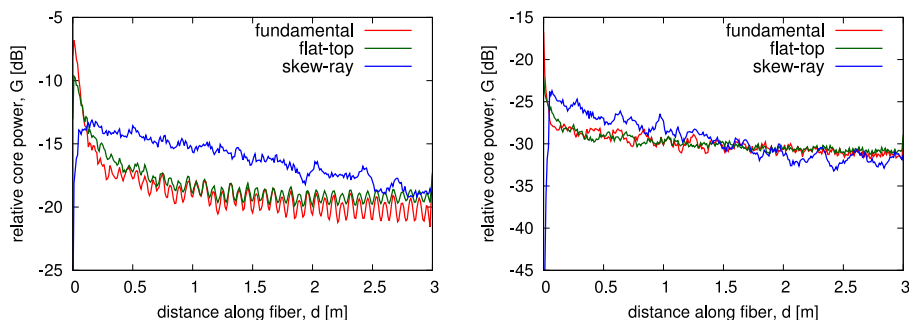 relative core power, G [dB]
-5
-10
-15
-20
-25
0
0.5
1
1.5
2
2.5
3
distance along fiber, d [m]
fundamental
flat-top
skew-ray
relative core power, G [dB]
-15
-20
-25
-30
-35
-40
-45
0
0.5
1
1.5
2
2.5
3
distance along fiber, d [m]
fundamental
flat-top
skew-ray